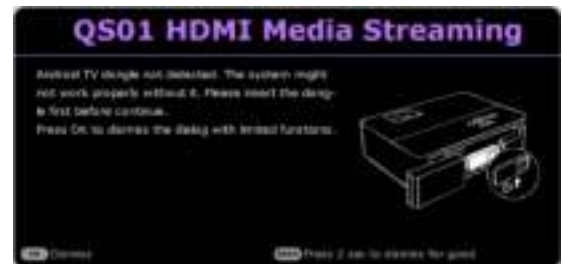 QS01 HDMI Media Streaming
Android TV dongle not detected. The system might
not work properly without it. Please insert the dong-
le first before continue.
Press OK to dismiss the dialog with limited functions.
OK Dismiss
Press 2 sec to dismiss for good